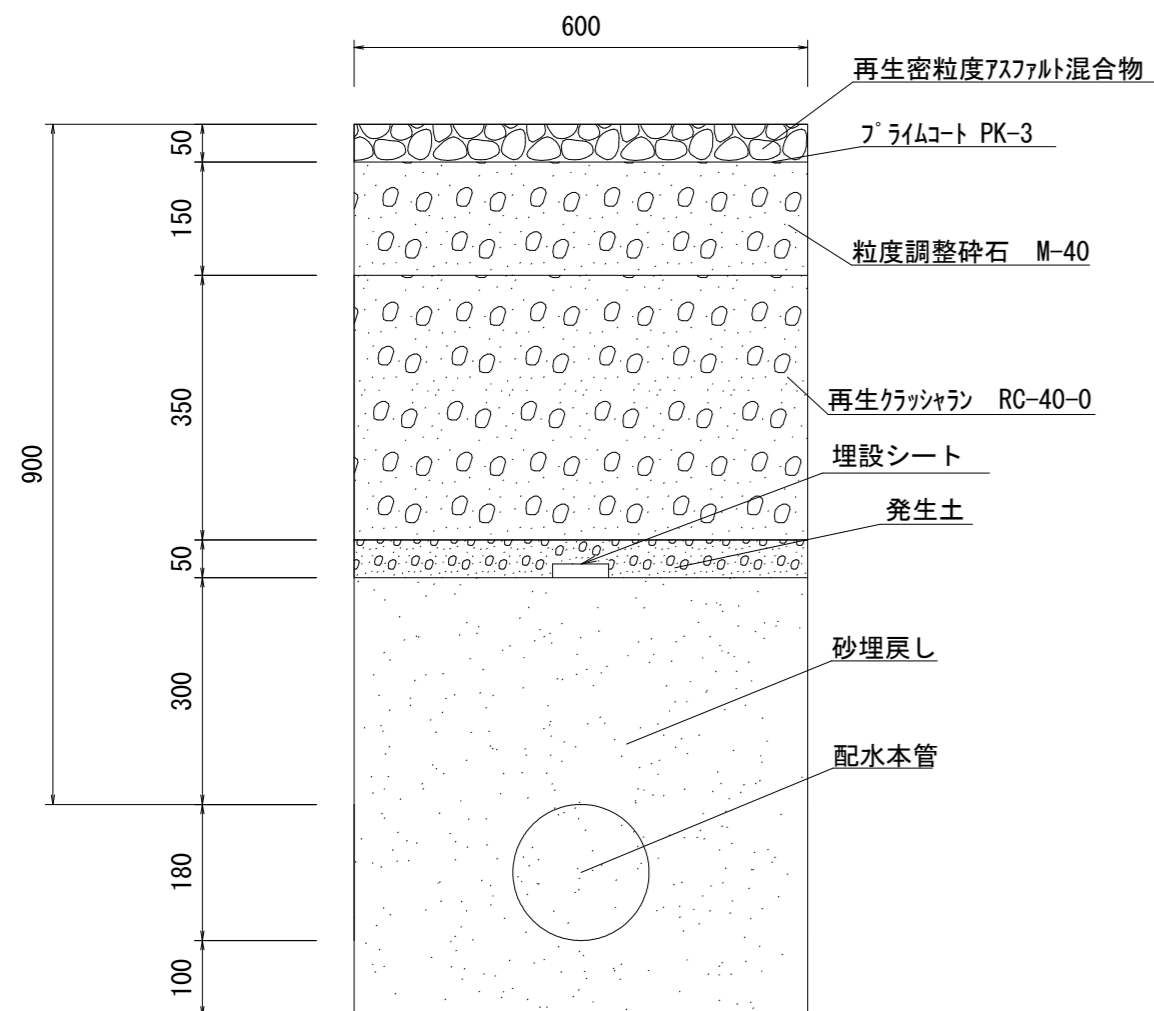 600
再生密粒度ｱｽﾌｧﾙﾄ混合物
50
ﾌﾟﾗｲﾑｺｰﾄ PK-3
150
粒度調整砕石　M-40
350
再生ｸﾗｯｼｬﾗﾝ　RC-40-0
900
埋設シート
発生土
50
砂埋戻し
300
配水本管
180
100